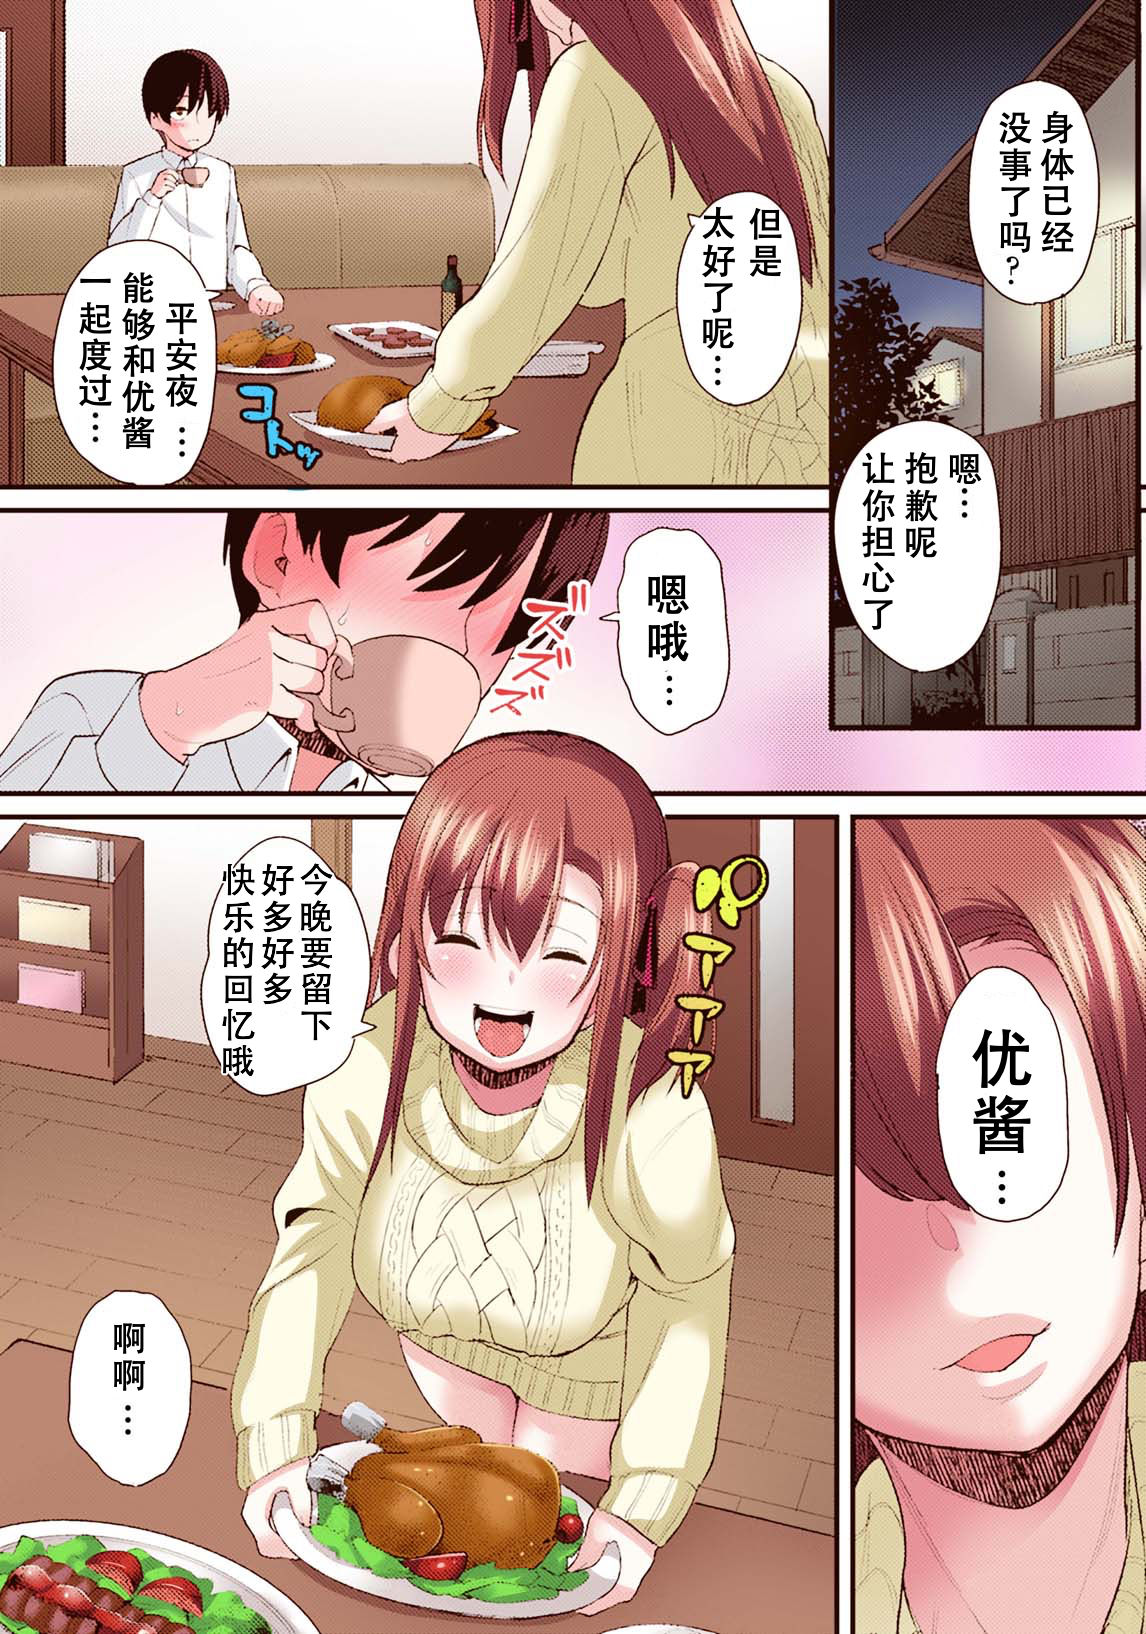 身体已经
没事了吗?
嗯…
抱歉呢
让你担心了
但是
太好了呢…
平安夜…
能够和优酱
一起度过…
コトッ
嗯哦…
ズズズズ
优酱…
パアアア
今晚要留下
好多好多
快乐的回忆哦
啊啊…